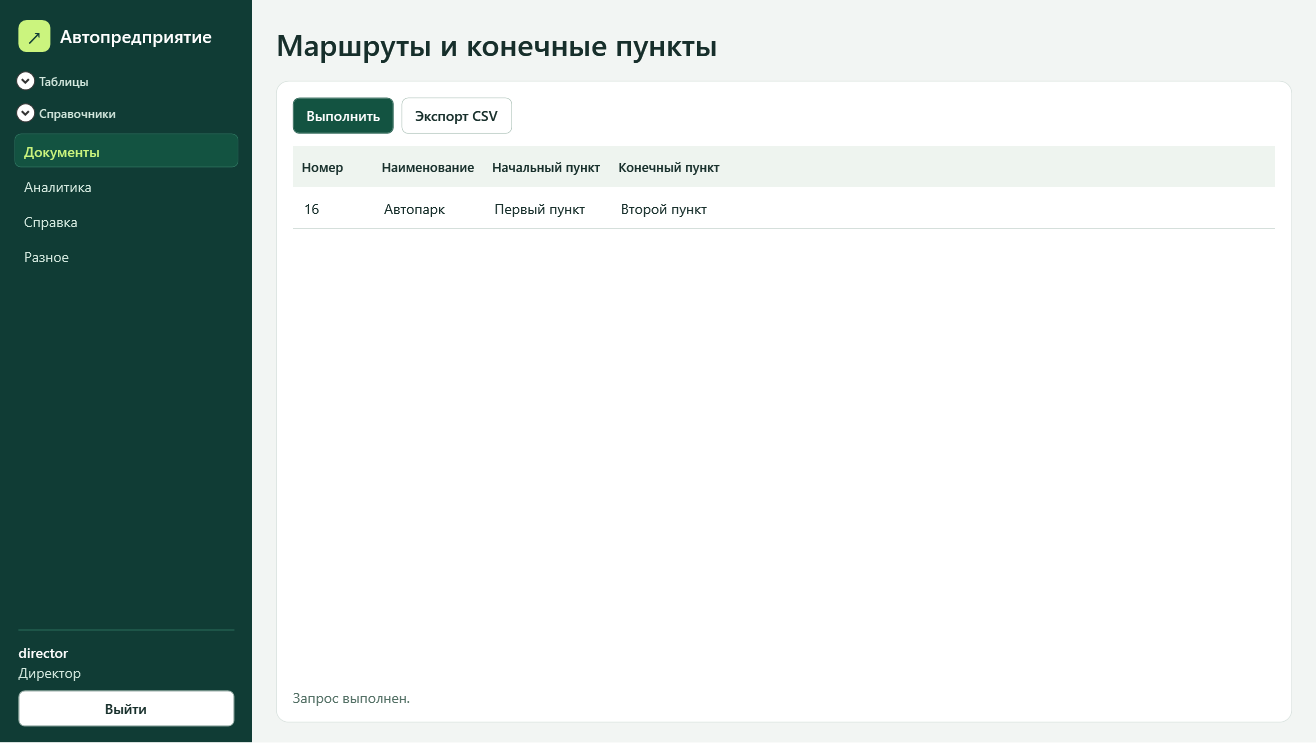 Автопредприятие
Таблицы
Справочники
Документы
Аналитика
Справка
Разное
director
Директор
Выйти
Маршруты и конечные пункты
Выполнить Экспорт CSV
Номер Наименование Начальный пункт Конечный пункт
16 Автопарк Первый пункт Второй пункт
Запрос выполнен.